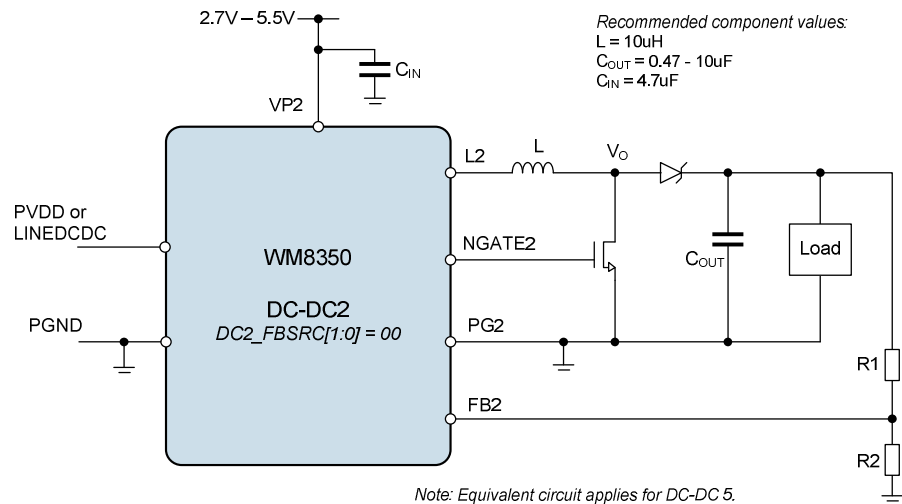 2.7V – 5.5V
Recommended component values:
L = 10uH
COUT = 0.47 - 10uF
CIN = 4.7uF
CIN
VP2
L2
L
VO
PVDD or
LINEDCDC
WM8350
NGATE2
COUT
Load
DC-DC2
DC2_FBSRC[1:0] = 00
PGND
PG2
R1
FB2
R2
Note: Equivalent circuit applies for DC-DC 5.